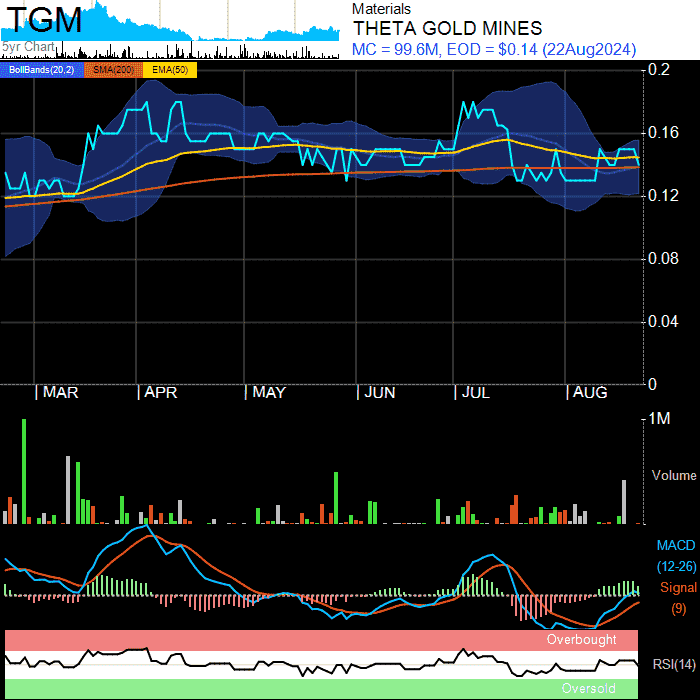 TGM
5yr Chart
Materials
THETA GOLD MINES
MC = 99.6M, EOD = $0.14 (22Aug2024)
BollBands(20,2) SMA(200) EMA(50)
0.2
0.16
0.12
0.08
0.04
0
MAR APR MAY JUN JUL AUG
1M
Volume
MACD
(12-26)
Signal
(9)
Overbought
RSI(14)
Oversold